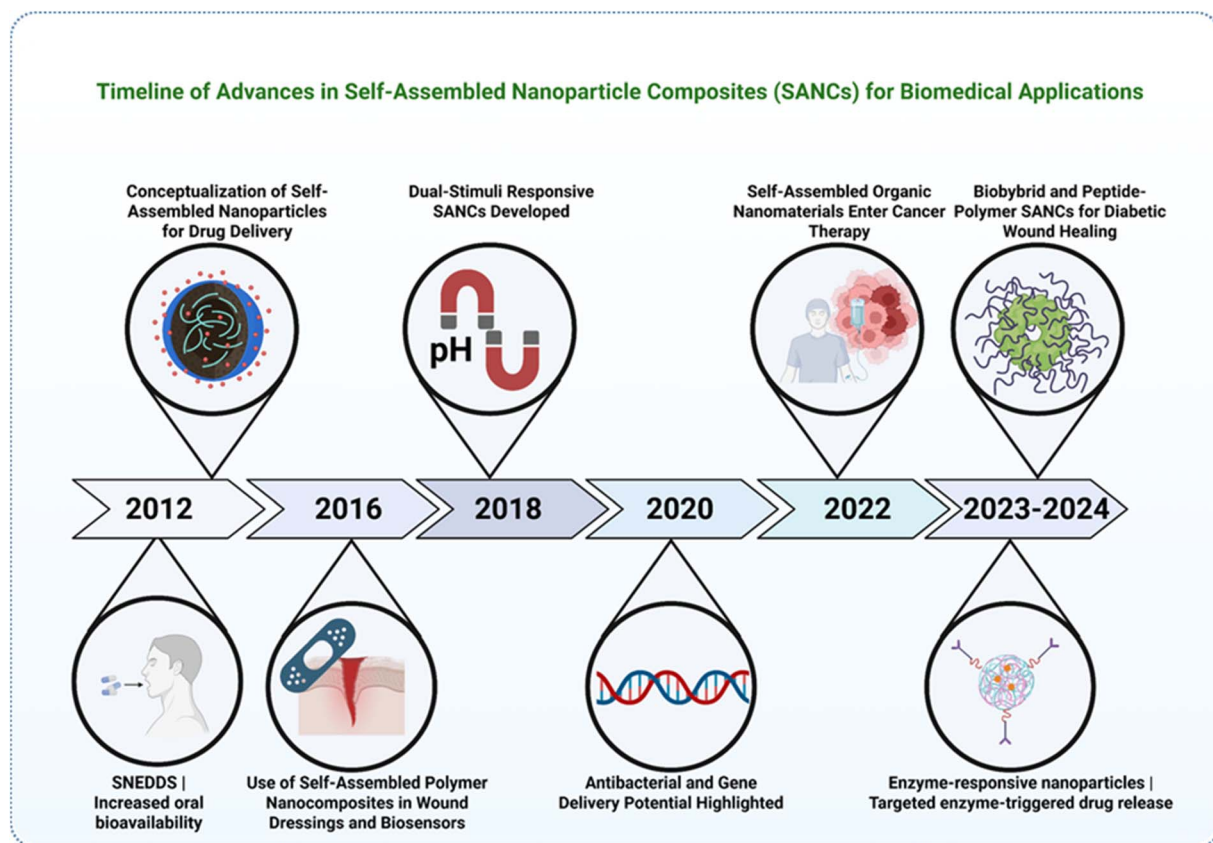 Timeline of Advances in Self-Assembled Nanoparticle Composites (SANCs) for Biomedical Applications
Conceptualization of Self-
Assembled Nanoparticles
for Drug Delivery
Dual-Stimuli Responsive
SANCs Developed
Self-Assembled Organic
Nanomaterials Enter Cancer
Therapy
Biobybrid and Peptide-
Polymer SANCs for Diabetic
Wound Healing
pH
2012
2016
2018
2020
2022
2023-2024
SNEDDS |
Increased oral
bioavailability
Use of Self-Assembled Polymer
Nanocomposites in Wound
Dressings and Biosensors
Antibacterial and Gene
Delivery Potential Highlighted
Enzyme-responsive nanoparticles |
Targeted enzyme-triggered drug release